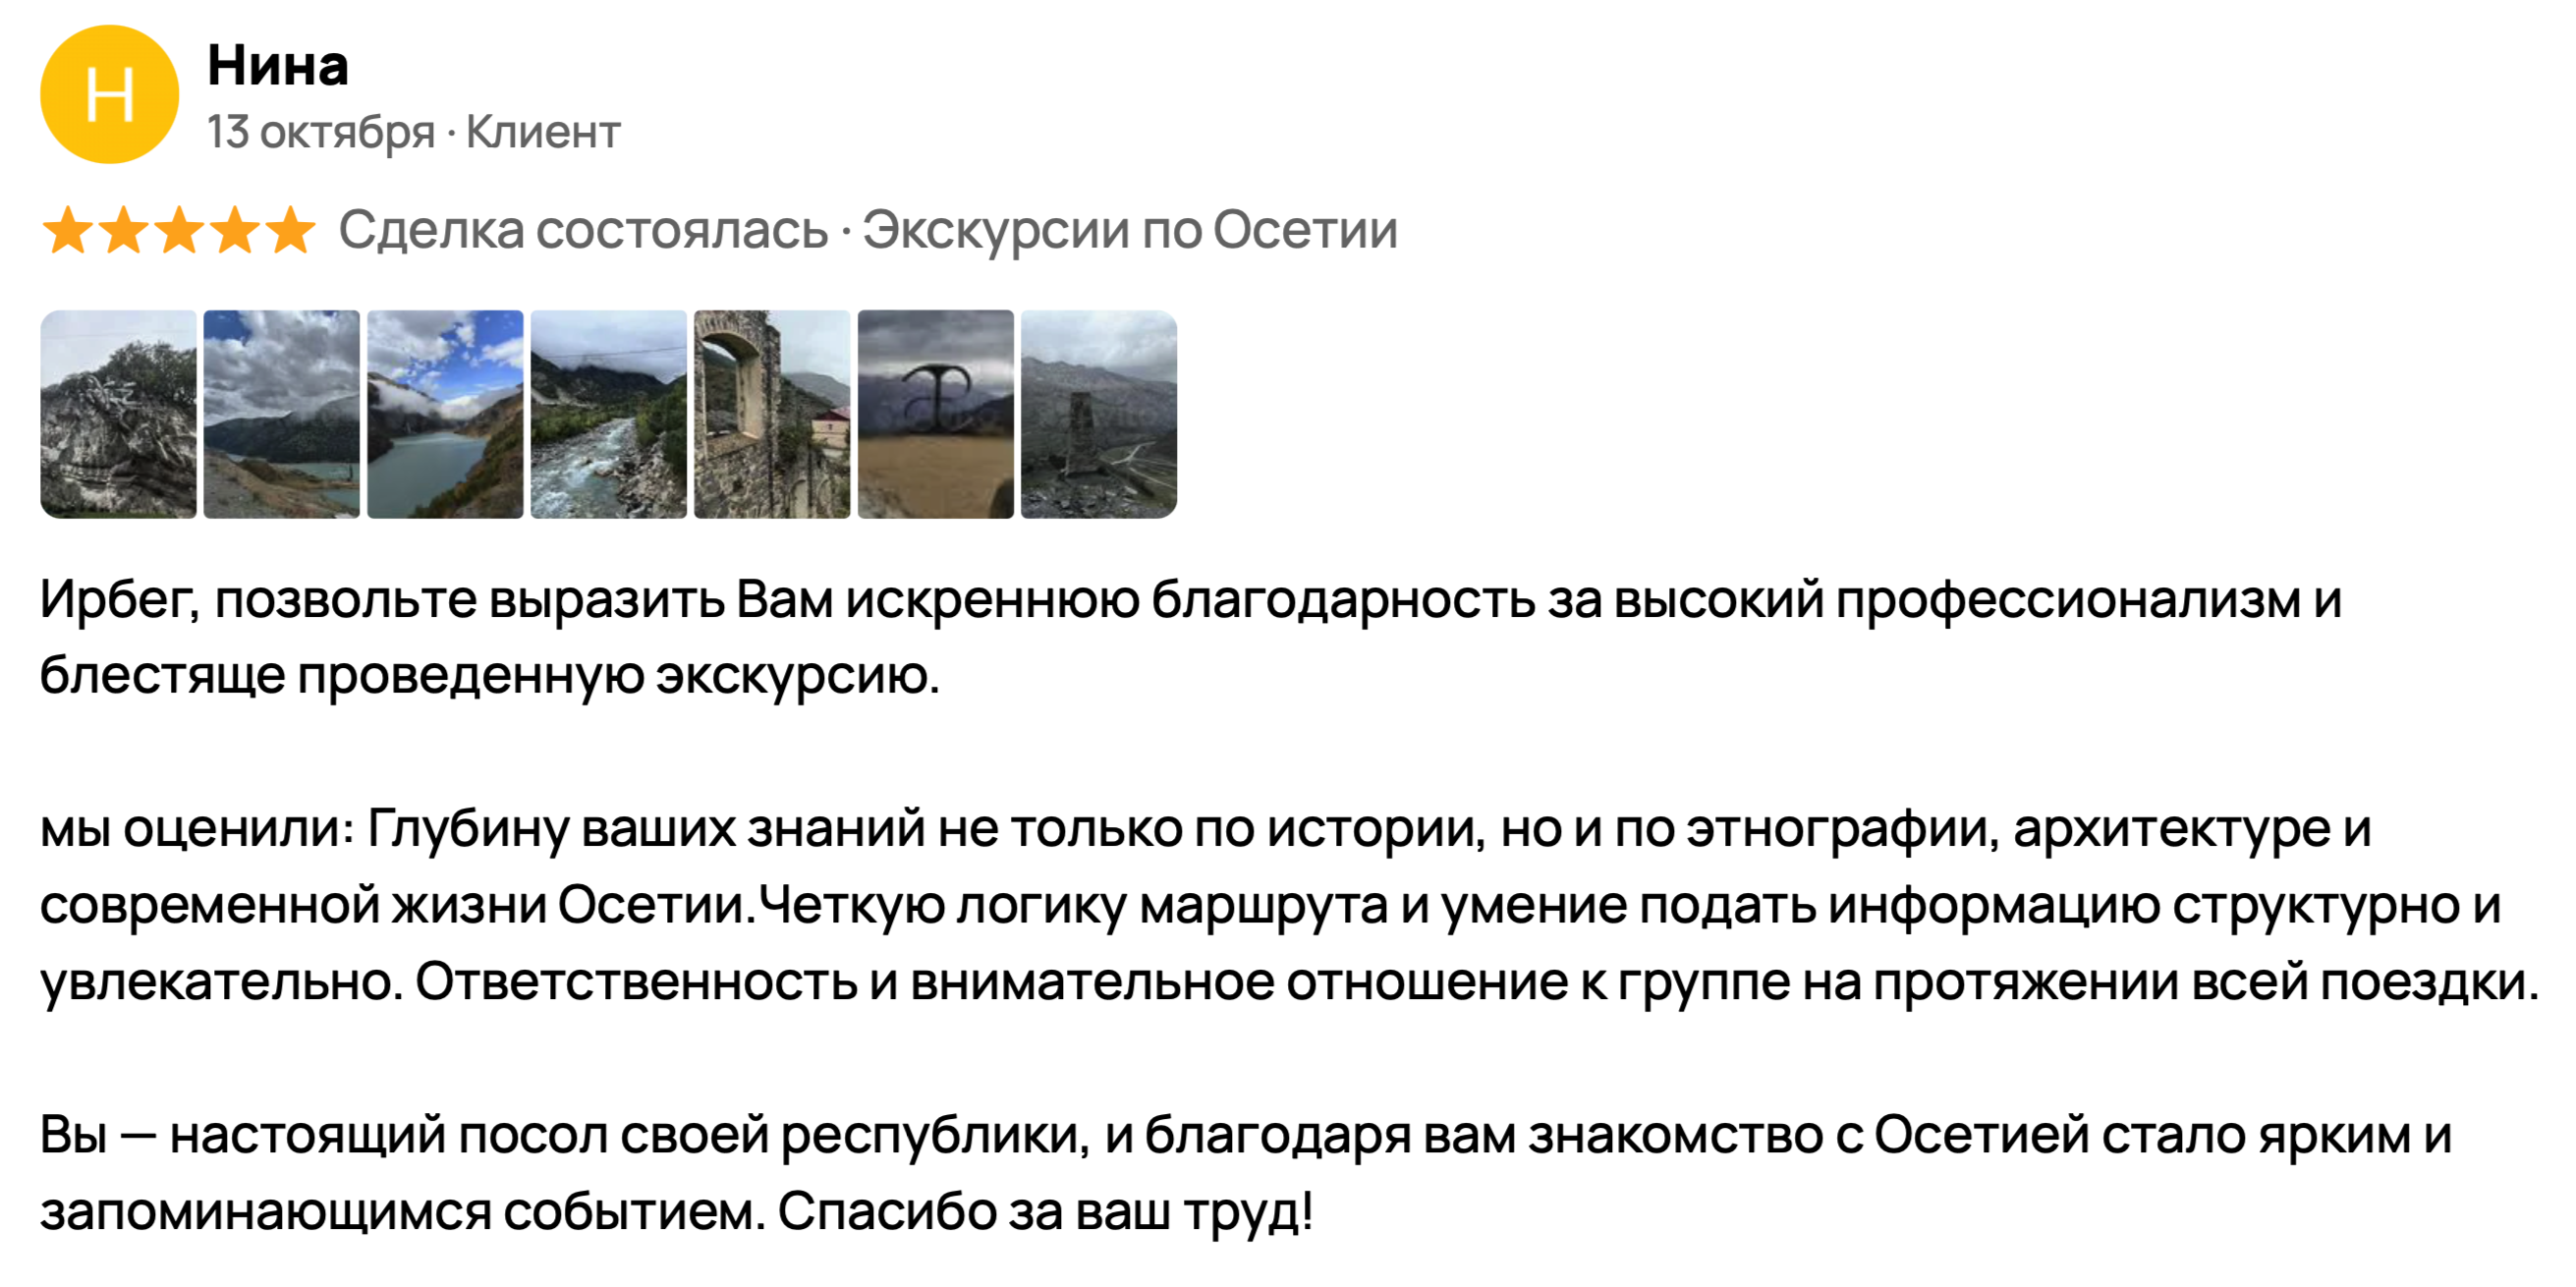 Н
Нина
13 октября · Клиент
Сделка состоялась · Экскурсии по Осетии
Ирбег, позвольте выразить Вам искреннюю благодарность за высокий профессионализм и
блестяще проведенную экскурсию.
мы оценили: Глубину ваших знаний не только по истории, но и по этнографии, архитектуре и
современной жизни Осетии.Четкую логику маршрута и умение подать информацию структурно и
увлекательно. Ответственность и внимательное отношение к группе на протяжении всей поездки.
Вы — настоящий посол своей республики, и благодаря вам знакомство с Осетией стало ярким и
запоминающимся событием. Спасибо за ваш труд!